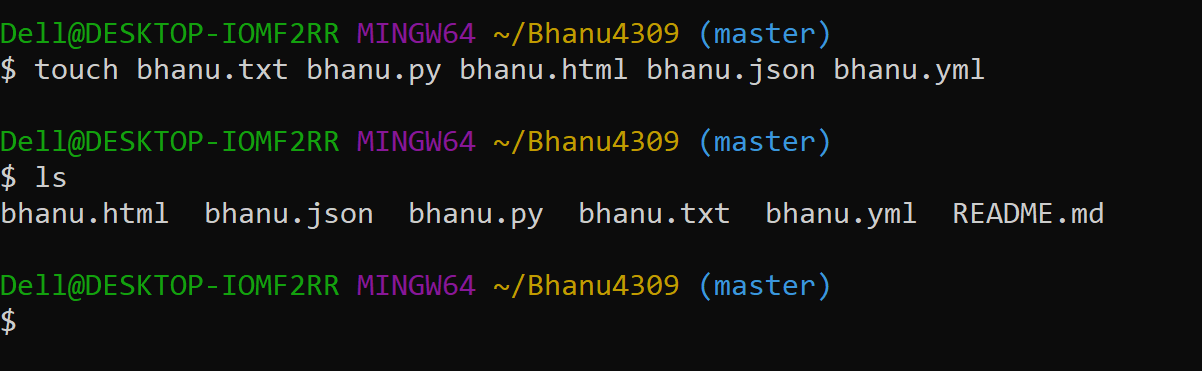 Dell@DESKTOP-IOMF2RR MINGW64 ~/Bhanu4309 (master)
$ touch bhanu.txt bhanu.py bhanu.html bhanu.json bhanu.yml
Dell@DESKTOP-IOMF2RR MINGW64 ~/Bhanu4309 (master)
$ ls
bhanu.html  bhanu.json  bhanu.py  bhanu.txt  bhanu.yml  README.md
Dell@DESKTOP-IOMF2RR MINGW64 ~/Bhanu4309 (master)
$